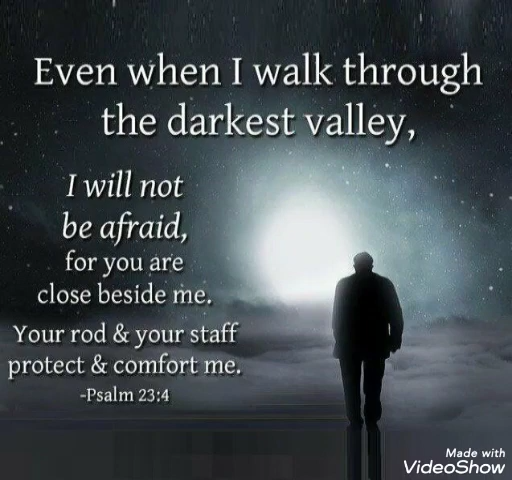 Even when I walk through
the darkest valley,
I will not
be afraid,
for you are
close beside me.
Your rod & your staff
protect & comfort me.
-Psalm 23:4
Made with
VideoShow